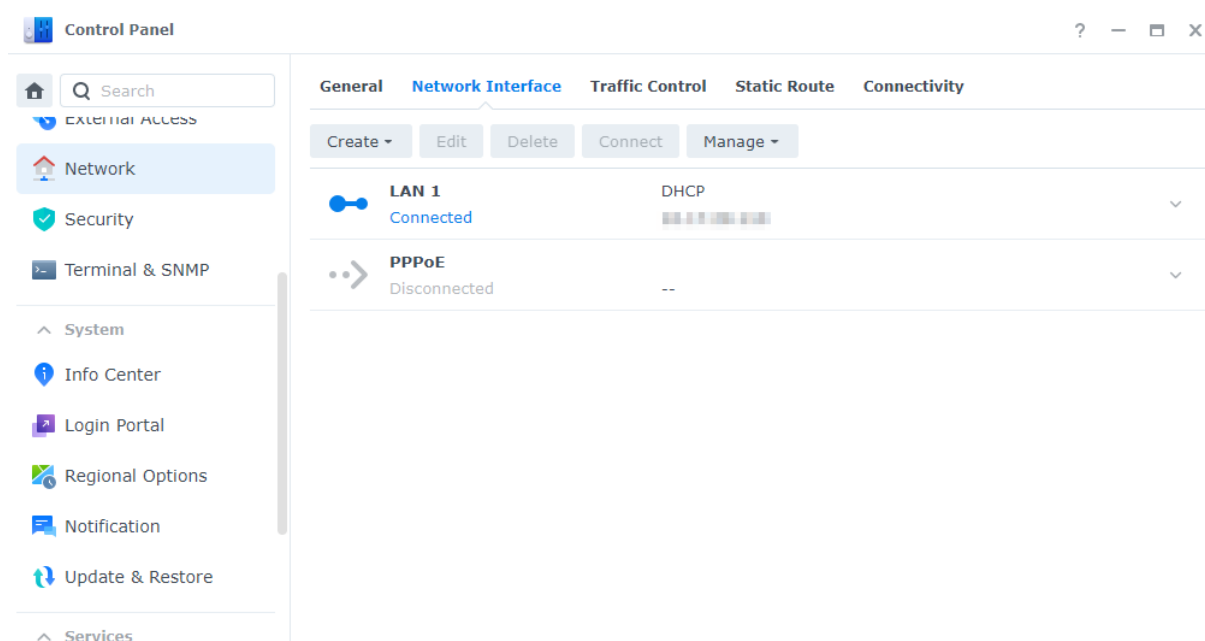 Control Panel
?
Search
External Access
Network
Security
Terminal & SNMP
System
Info Center
Login Portal
Regional Options
Notification
Update & Restore
Services
General Network Interface Traffic Control Static Route Connectivity
Create Edit Delete Connect Manage
LAN 1 DHCP
Connected
PPPoE
Disconnected --